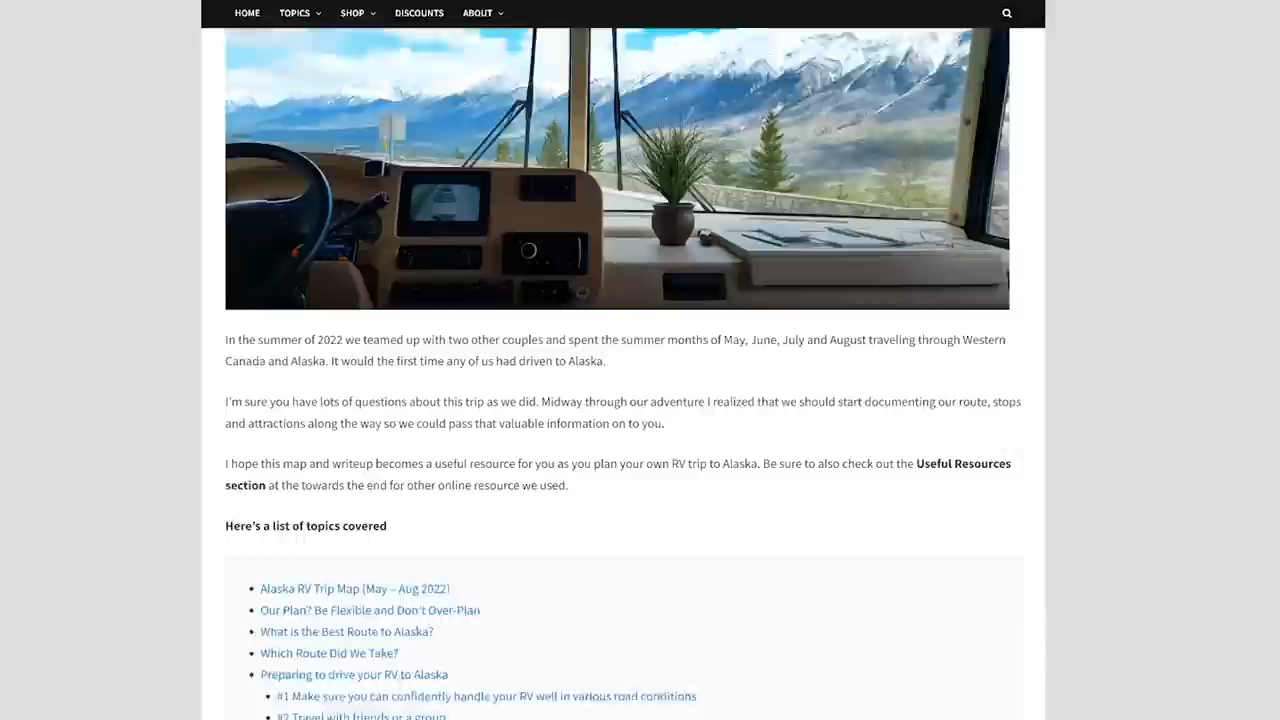 HOME TOPICS SHOP DISCOUNTS ABOUT
In the summer of 2022 we teamed up with two other couples and spent the summer months of May, June, July and August traveling through Western
Canada and Alaska. It would the first time any of us had driven to Alaska.
I'm sure you have lots of questions about this trip as we did. Midway through our adventure I realized that we should start documenting our route, stops
and attractions along the way so we could pass that valuable information on to you.
I hope this map and writeup becomes a useful resource for you as you plan your own RV trip to Alaska. Be sure to also check out the Useful Resources
section at the towards the end for other online resource we used.
Here's a list of topics covered
Alaska RV Trip Map (May – Aug 2022)
Our Plan? Be Flexible and Don't Over-Plan
What is the Best Route to Alaska?
Which Route Did We Take?
Preparing to drive your RV to Alaska
#1 Make sure you can confidently handle your RV well in various road conditions
#2 Travel with friends or a group